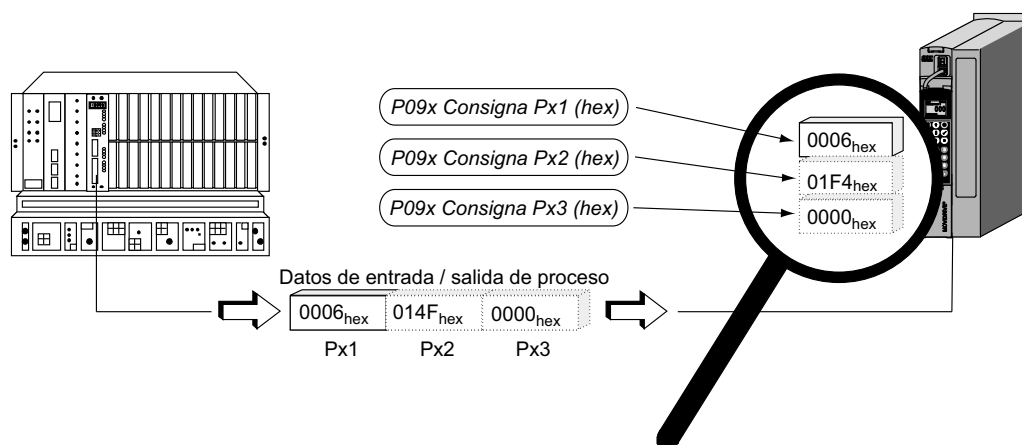 P09x Consigna Px1 (hex)
P09x Consigna Px2 (hex)
P09x Consigna Px3 (hex)
0006hex
01F4hex
0000hex
Datos de entrada / salida de proceso
0006hex 014Fhex 0000hex
Px1 Px2 Px3